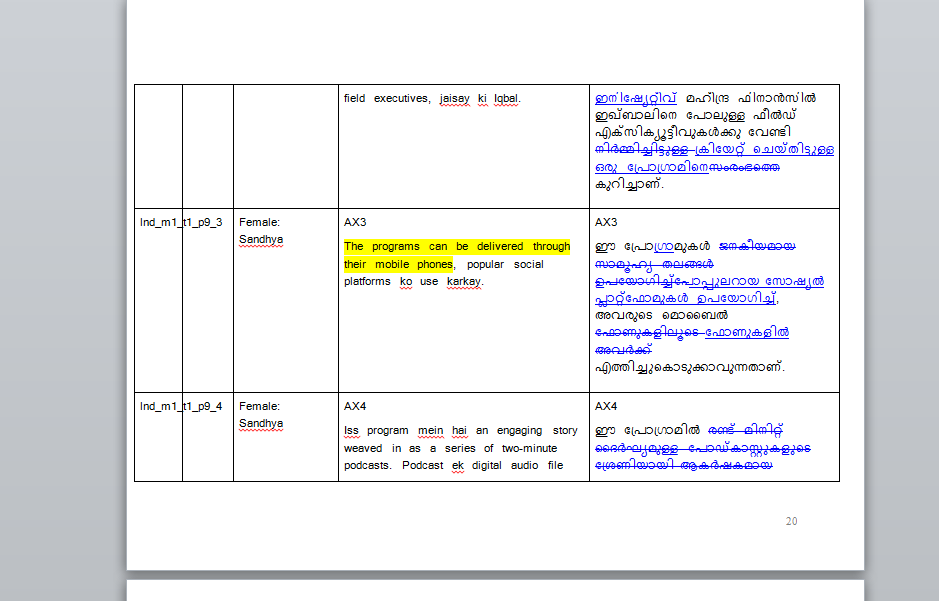 field executives, jaisay ki Iqbal.
ഇനിഷ്യേറ്റിവ് മഹീന്ദ്ര ഫിനാൻസിൽ
ഇഖ്ബാലിനെ പോലുള്ള ഫീൽഡ്
എക്സിക്യൂട്ടീവുകൾക്കു വേണ്ടി
നിർമ്മിച്ചിട്ടുള്ള ക്രിയേറ്റ് ചെയ്തിട്ടുള്ള
ഒരു പ്രോഗ്രാമിനെസംരംഭത്തെ
കുറിച്ചാണ്.
Ind_m1_t1_p9_3
Female:
Sandhya
AX3
The programs can be delivered through
their mobile phones, popular social
platforms ko use karkay.
AX3
ഈ പ്രോഗ്രാമുകൾ ജനകീയമായ
സാമൂഹ്യ തലങ്ങൾ
ഉപയോഗിച്ച്പോപ്പുലറായ സോഷ്യൽ
പ്ലാറ്റ്ഫോമുകൾ ഉപയോഗിച്ച്,
അവരുടെ മൊബൈൽ
ഫോണുകളിലൂടെ ഫോണുകളിൽ
അവർക്ക്
എത്തിച്ചുകൊടുക്കാവുന്നതാണ്.
Ind_m1_t1_p9_4
Female:
Sandhya
AX4
Iss program mein hai an engaging story
weaved in as a series of two-minute
podcasts. Podcast ek digital audio file
AX4
ഈ പ്രോഗ്രാമിൽ രണ്ട് മിനിറ്റ്
ദൈർഘ്യമുള്ള പോഡ്കാസ്റ്റുകളുടെ
ശ്രേണിയായി ആകർഷകമായ
20